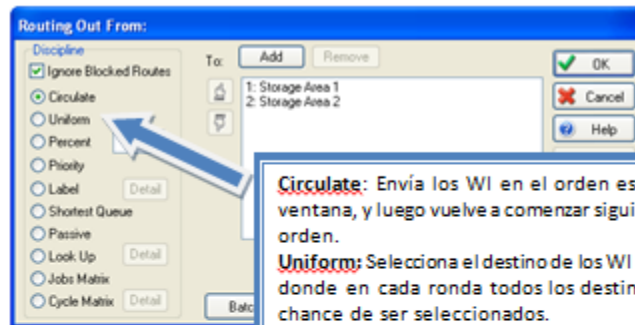 Routing Out From:
Discipline
Ignore Blocked Routes
Circulate
Uniform
Percent
Priority
Label Detail
Shortest Queue
Passive
Look Up Detail
Jobs Matrix
Cycle Matrix Detail
To: Add Remove
1: Storage Area 1
2: Storage Area 2
OK
Cancel
Help
Circulate: Envía los WI en el orden es
ventana, y luego vuelve a comenzar sigui
orden.
Uniform: Selecciona el destino de los WI
donde en cada ronda todos los destin
chance de ser seleccionados.